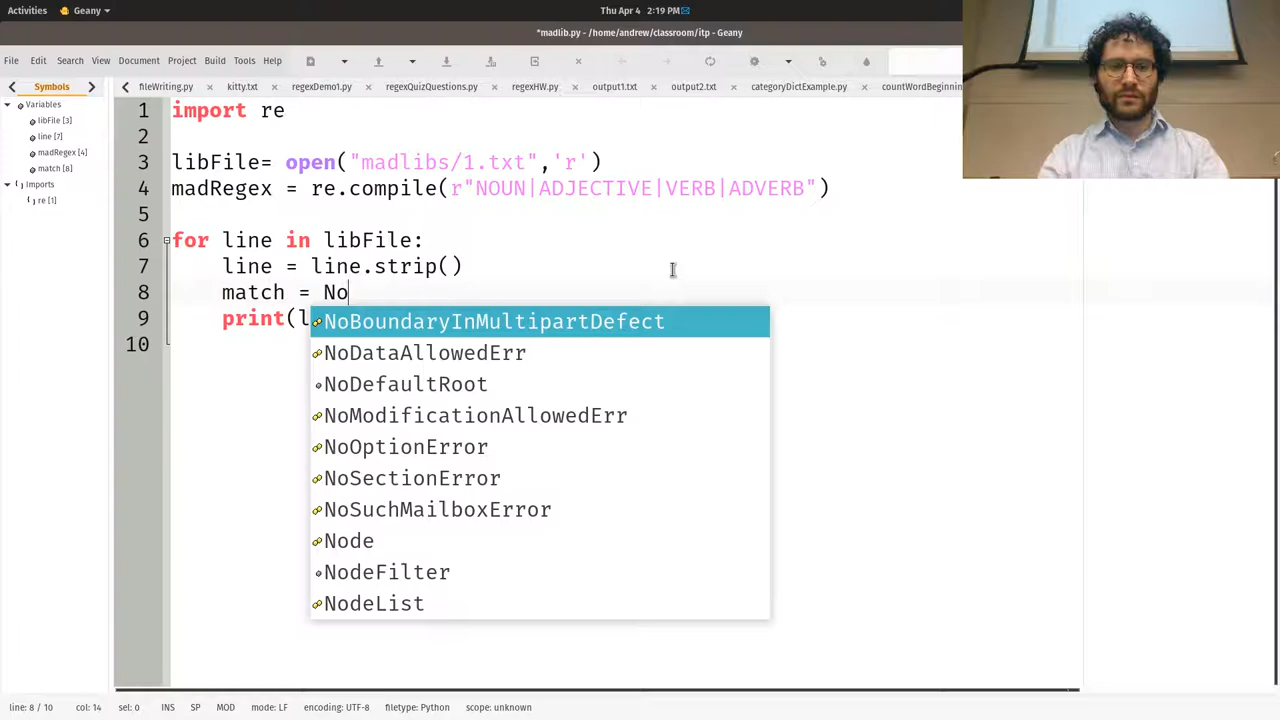 Activities Geany Thu Apr 4 2:19 PM
*madlib.py - /home/andrew/classroom/itp - Geany
File Edit Search View Document Project Build Tools Help
Symbols fileWriting.py kitty.txt regexDemo1.py regexQuizQuestions.py regexHW.py output1.txt output2.txt categoryDictExample.py countWordBeginnin
Variables
libFile [3]
line [7]
madRegex [4]
match [8]
Imports
re [1]
1 import re
2
3 libFile= open("madlibs/1.txt",'r')
4 madRegex = re.compile(r"NOUN|ADJECTIVE|VERB|ADVERB")
5
6 for line in libFile:
7 line = line.strip()
8 match = No
9 print(l
10
NoBoundaryInMultipartDefect
NoDataAllowedErr
NoDefaultRoot
NoModificationAllowedErr
NoOptionError
NoSectionError
NoSuchMailboxError
Node
NodeFilter
NodeList
line: 8 / 10 col: 14 sel: 0 INS SP MOD mode: LF encoding: UTF-8 filetype: Python scope: unknown